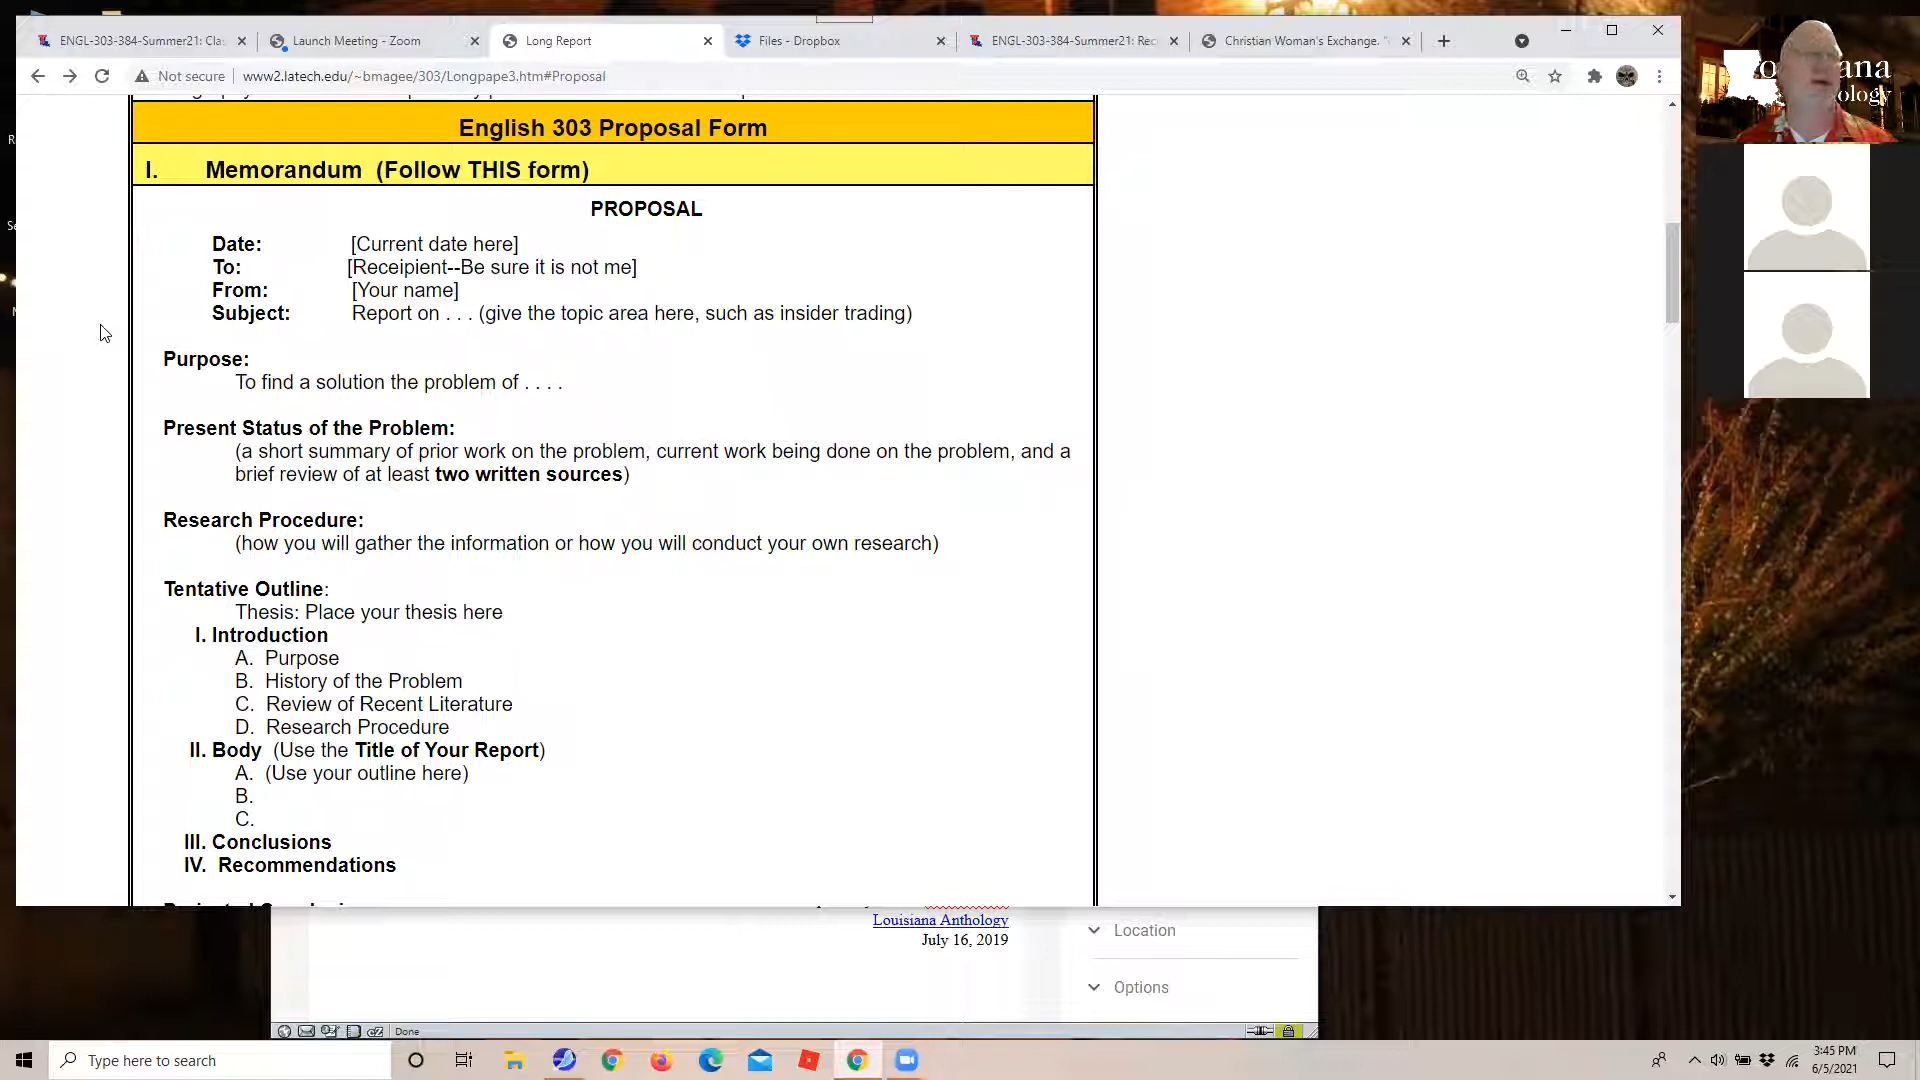 ENGL-303-384-Summer21: Cla
Launch Meeting - Zoom
Long Report
Files - Dropbox
ENGL-303-384-Summer21: Rec
Christian Woman's Exchange. "
Not secure
www2.latech.edu/~bmagee/303/Longpape3.htm#Proposal
English 303 Proposal Form
I. Memorandum (Follow THIS form)
PROPOSAL
Date: [Current date here]
To: [Receipient--Be sure it is not me]
From: [Your name]
Subject: Report on . . . (give the topic area here, such as insider trading)
Purpose:
To find a solution the problem of . . . .
Present Status of the Problem:
(a short summary of prior work on the problem, current work being done on the problem, and a
brief review of at least two written sources)
Research Procedure:
(how you will gather the information or how you will conduct your own research)
Tentative Outline:
Thesis: Place your thesis here
I. Introduction
A. Purpose
B. History of the Problem
C. Review of Recent Literature
D. Research Procedure
II. Body (Use the Title of Your Report)
A. (Use your outline here)
B.
C.
III. Conclusions
IV. Recommendations
Louisiana Anthology
July 16, 2019
Location
Options
Done
Type here to search
3:45 PM
6/5/2021